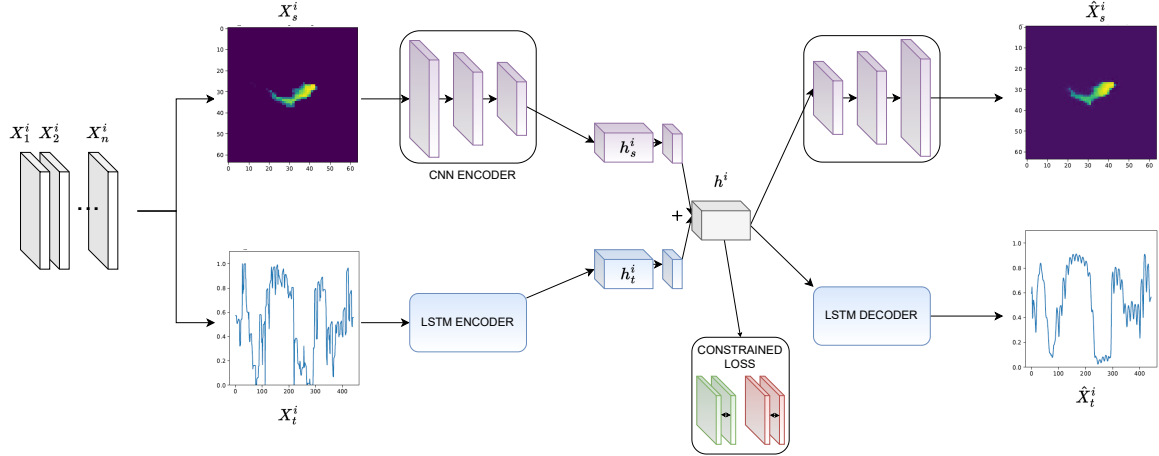 X_s^i
X̂_s^i
0
10
20
30
40
50
60
0 10 20 30 40 50 60
X_1^i X_2^i X_n^i
...
CNN ENCODER
h_s^i
0
10
20
30
40
50
60
0 10 20 30 40 50 60
h^i
+
h_t^i
1.0
0.8
0.6
0.4
0.2
0.0
0 100 200 300 400
X_t^i
LSTM ENCODER
LSTM DECODER
CONSTRAINED
LOSS
1.0
0.8
0.6
0.4
0.2
0.0
0 100 200 300 400
X̂_t^i